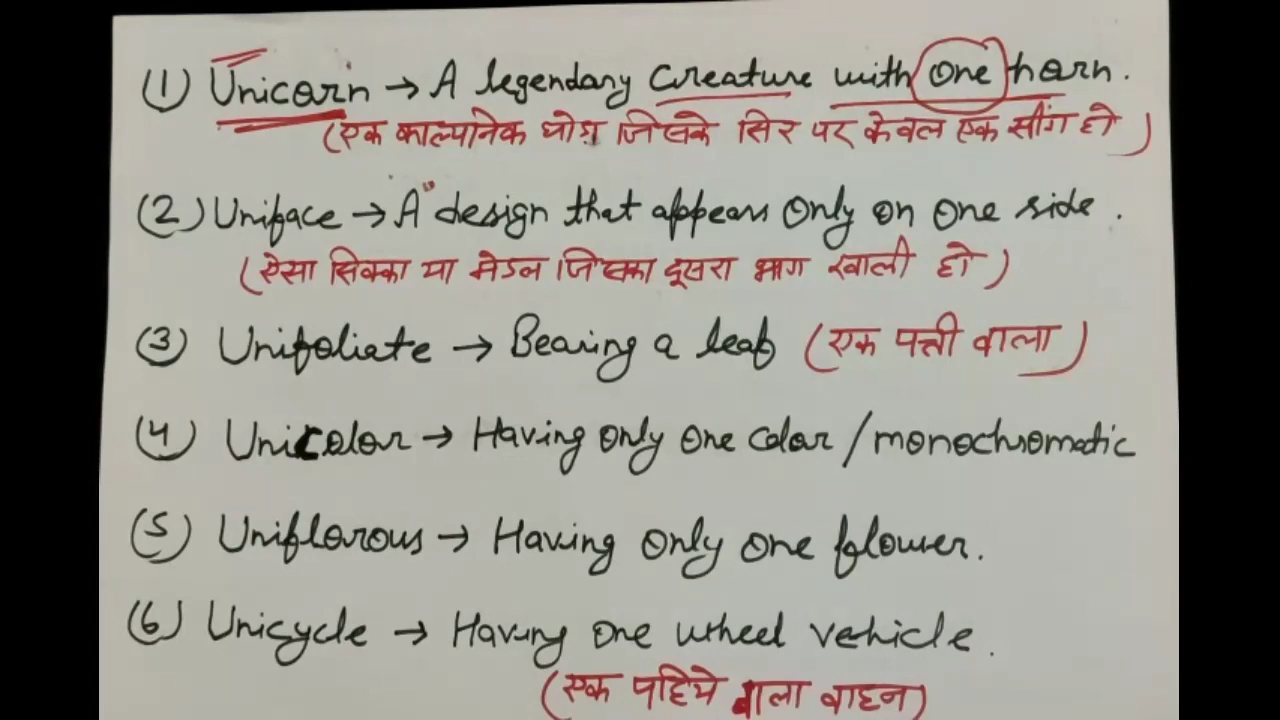 (1) Unicorn → A legendary creature with one horn.
(एक काल्पनिक घोड़ा जिसके सिर पर केवल एक सींग हो)
(2) Uniface → A design that appears only on one side.
(ऐसा सिक्का या मेडल जिसका दूसरा भाग खाली हो)
(3) Unifoliate → Bearing a leaf (एक पत्ती वाला)
(4) Unicolor → Having only one color / monochromatic
(5) Uniflorous → Having only one flower.
(6) Unicycle → Having one wheel vehicle.
(एक पहिये वाला वाहन)